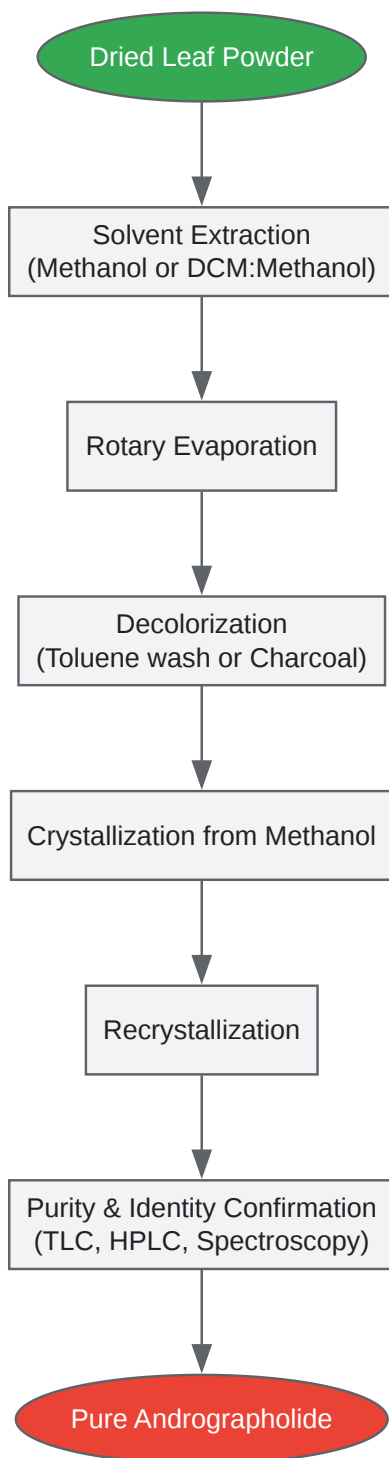 Dried Leaf Powder
Solvent Extraction
(Methanol or DCM:Methanol)
Rotary Evaporation
Decolorization
(Toluene wash or Charcoal)
Crystallization from Methanol
Recrystallization
Purity & Identity Confirmation
(TLC, HPLC, Spectroscopy)
Pure Andrographolide